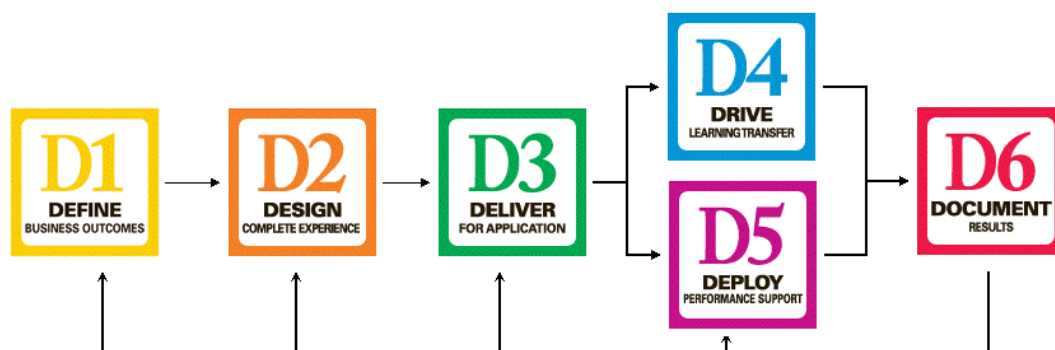 D1
DEFINE
BUSINESS OUTCOMES
D2
DESIGN
COMPLETE EXPERIENCE
D3
DELIVER
FOR APPLICATION
D4
DRIVE
LEARNING TRANSFER
D5
DEPLOY
PERFORMANCE SUPPORT
D6
DOCUMENT
RESULTS